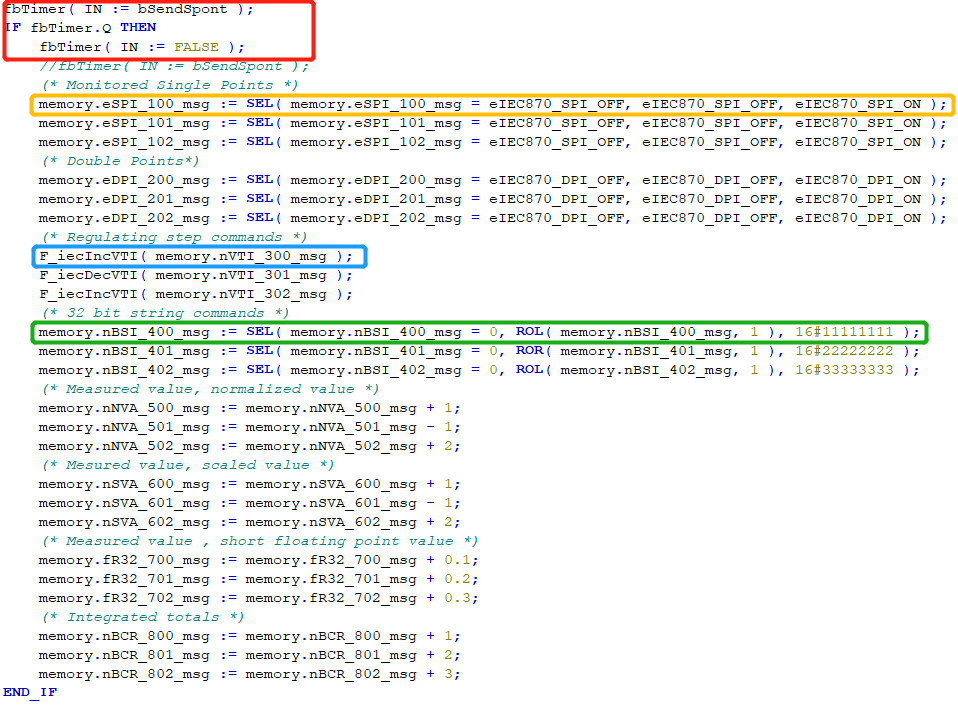 fbTimer( IN := bSendSpont );
IF fbTimer.Q THEN
fbTimer( IN := FALSE );
//fbTimer( IN := bSendSpont );
(* Monitored Single Points *)
memory.eSPI_100_msg := SEL( memory.eSPI_100_msg = eIEC870_SPI_OFF, eIEC870_SPI_OFF, eIEC870_SPI_ON );
memory.eSPI_101_msg := SEL( memory.eSPI_101_msg = eIEC870_SPI_OFF, eIEC870_SPI_OFF, eIEC870_SPI_ON );
memory.eSPI_102_msg := SEL( memory.eSPI_102_msg = eIEC870_SPI_OFF, eIEC870_SPI_OFF, eIEC870_SPI_ON );
(* Double Points*)
memory.eDPI_200_msg := SEL( memory.eDPI_200_msg = eIEC870_DPI_OFF, eIEC870_DPI_OFF, eIEC870_DPI_ON );
memory.eDPI_201_msg := SEL( memory.eDPI_201_msg = eIEC870_DPI_OFF, eIEC870_DPI_OFF, eIEC870_DPI_ON );
memory.eDPI_202_msg := SEL( memory.eDPI_202_msg = eIEC870_DPI_OFF, eIEC870_DPI_OFF, eIEC870_DPI_ON );
(* Regulating step commands *)
F_iecIncVTI( memory.nVTI_300_msg );
F_iecDecVTI( memory.nVTI_301_msg );
F_iecIncVTI( memory.nVTI_302_msg );
(* 32 bit string commands *)
memory.nBSI_400_msg := SEL( memory.nBSI_400_msg = 0, ROL( memory.nBSI_400_msg, 1 ), 16#11111111 );
memory.nBSI_401_msg := SEL( memory.nBSI_401_msg = 0, ROR( memory.nBSI_401_msg, 1 ), 16#22222222 );
memory.nBSI_402_msg := SEL( memory.nBSI_402_msg = 0, ROL( memory.nBSI_402_msg, 1 ), 16#33333333 );
(* Measured value, normalized value *)
memory.nNVA_500_msg := memory.nNVA_500_msg + 1;
memory.nNVA_501_msg := memory.nNVA_501_msg - 1;
memory.nNVA_502_msg := memory.nNVA_502_msg + 2;
(* Mesured value, scaled value *)
memory.nSVA_600_msg := memory.nSVA_600_msg + 1;
memory.nSVA_601_msg := memory.nSVA_601_msg - 1;
memory.nSVA_602_msg := memory.nSVA_602_msg + 2;
(* Measured value , short floating point value *)
memory.fR32_700_msg := memory.fR32_700_msg + 0.1;
memory.fR32_701_msg := memory.fR32_701_msg + 0.2;
memory.fR32_702_msg := memory.fR32_702_msg + 0.3;
(* Integrated totals *)
memory.nBCR_800_msg := memory.nBCR_800_msg + 1;
memory.nBCR_801_msg := memory.nBCR_801_msg + 2;
memory.nBCR_802_msg := memory.nBCR_802_msg + 3;
END_IF